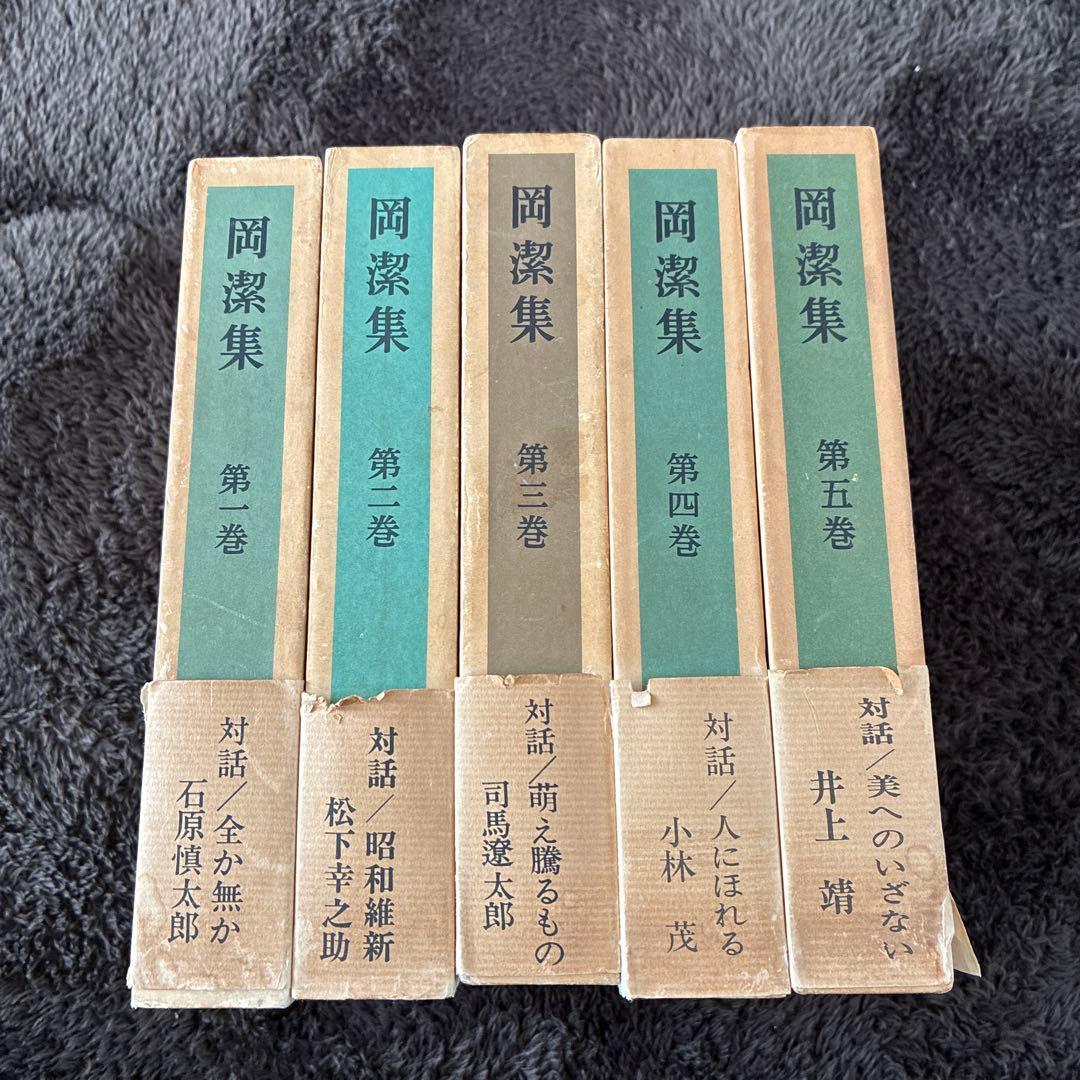 岡潔集
第一巻
対話／全か無か
石原慎太郎
岡潔集
第二巻
対話／昭和維新
松下幸之助
岡潔集
第三巻
対話／萌え騰るもの
司馬遼太郎
岡潔集
第四巻
対話／人にほれる
小林 茂
岡潔集
第五巻
対話／美へのいざない
井上 靖